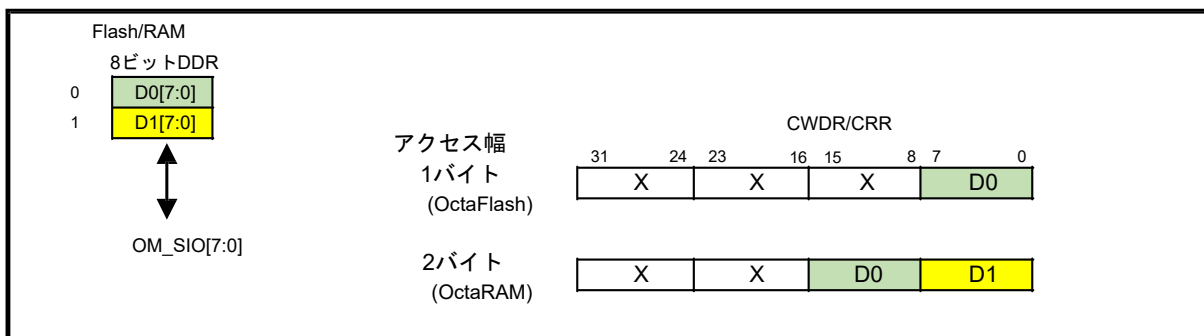 Flash/RAM
8ビットDDR
0 D0[7:0]
1 D1[7:0]
OM_SIO[7:0]
アクセス幅
CWDR/CRR
31 24 23 16 15 8 7 0
1バイト X X X D0
(OctaFlash)
2バイト X X D0 D1
(OctaRAM)